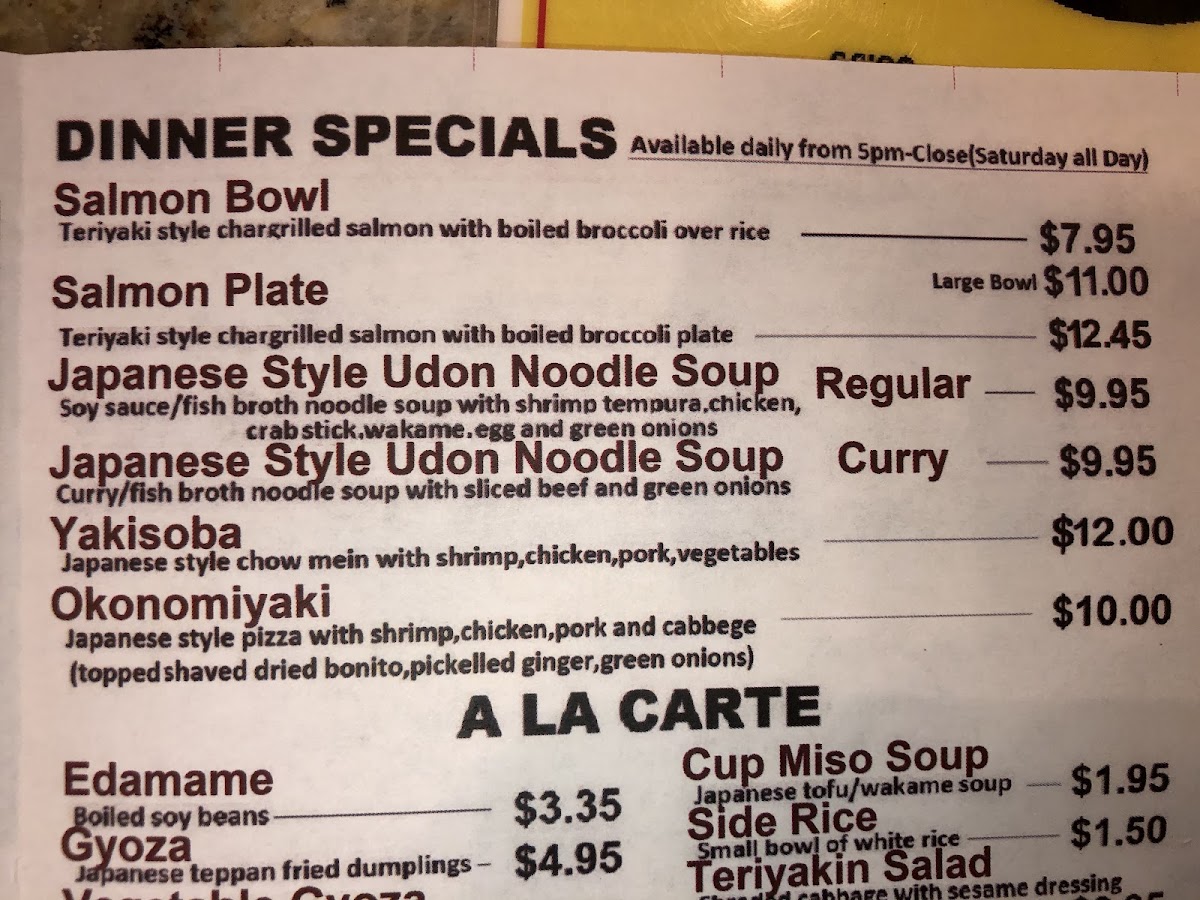 DINNER SPECIALS Available daily from 5pm-Close(Saturday all Day)
Salmon Bowl
Teriyaki style chargrilled salmon with boiled broccoli over rice $7.95
Large Bowl $11.00
Salmon Plate
Teriyaki style chargrilled salmon with boiled broccoli plate $12.45
Japanese Style Udon Noodle Soup Regular $9.95
Soy sauce/fish broth noodle soup with shrimp tempura,chicken,
crab stick,wakame,egg and green onions
Japanese Style Udon Noodle Soup Curry $9.95
Curry/fish broth noodle soup with sliced beef and green onions
Yakisoba $12.00
Japanese style chow mein with shrimp,chicken,pork,vegetables
Okonomiyaki $10.00
Japanese style pizza with shrimp,chicken,pork and cabbege
(topped shaved dried bonito,pickelled ginger,green onions)
A LA CARTE
Edamame
Boiled soy beans $3.35
Gyoza
Japanese teppan fried dumplings $4.95
Vegetable Gyoza
Cup Miso Soup
Japanese tofu/wakame soup $1.95
Side Rice
Small bowl of white rice $1.50
Teriyakin Salad
cabbage with sesame dressing